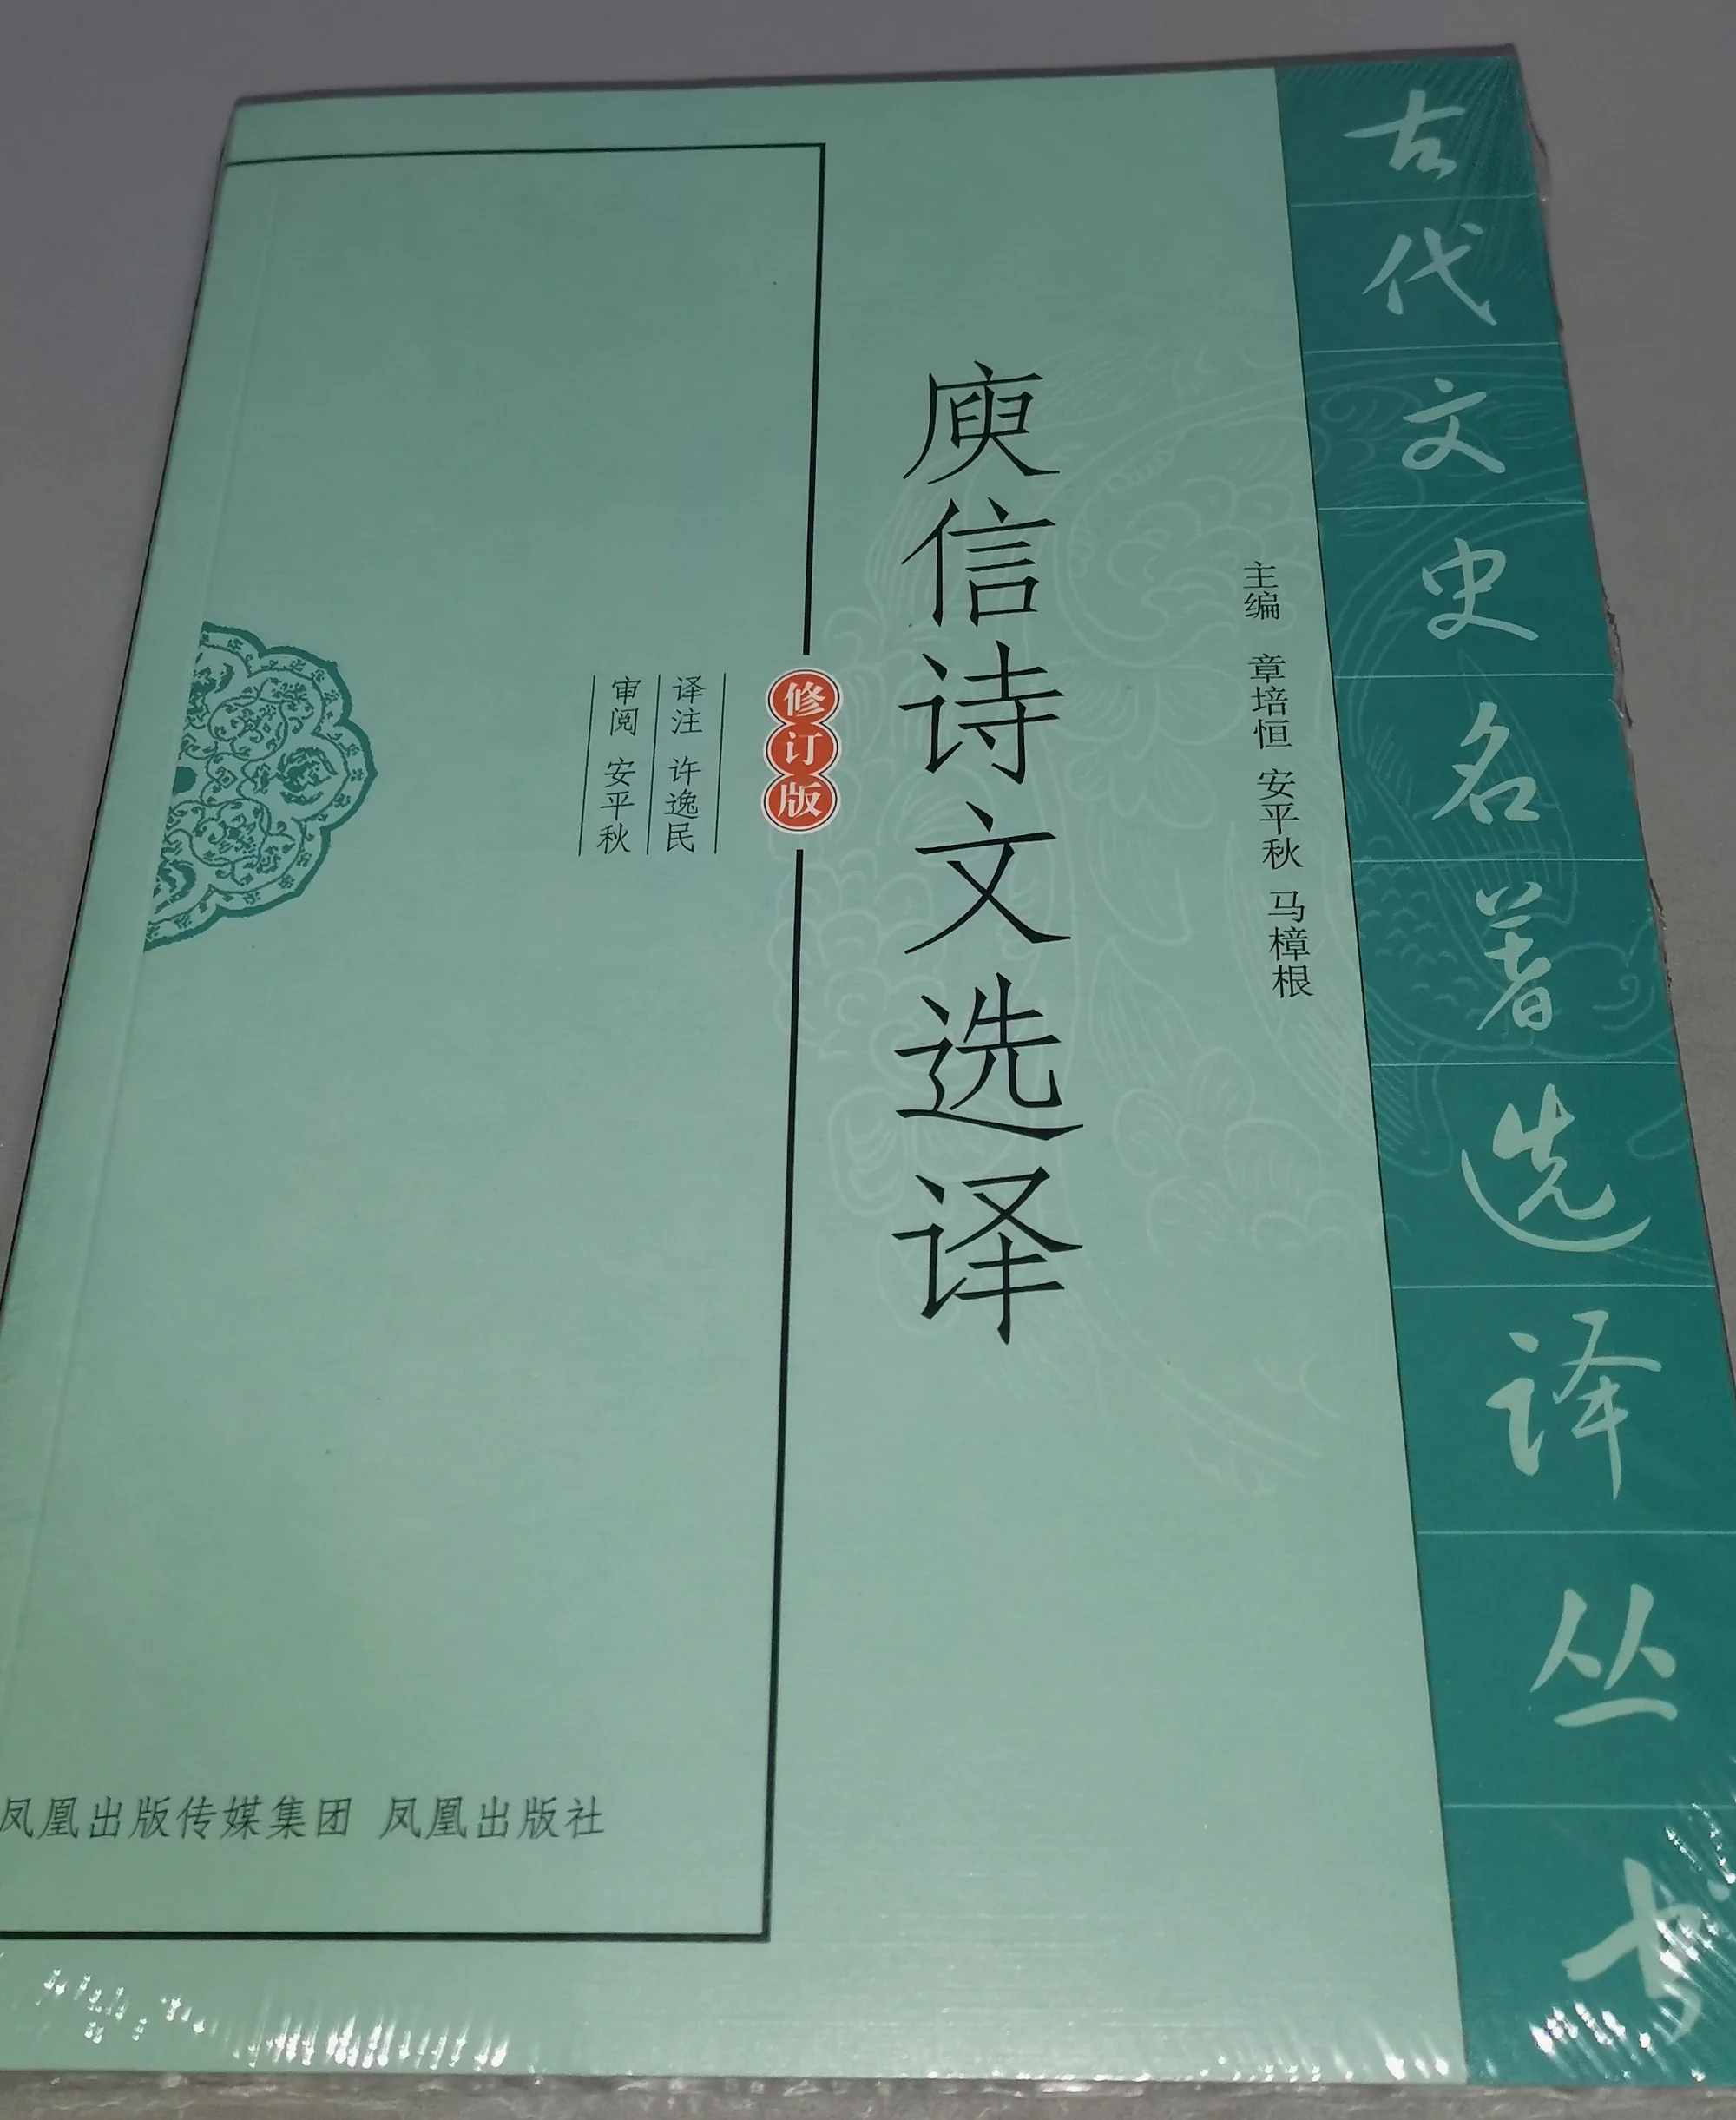 古代文史名著选译丛书
主编 章培恒 安平秋 马樟根
庾信诗文选译
修订版
译注 许逸民
审阅 安平秋
凤凰出版传媒集团 凤凰出版社